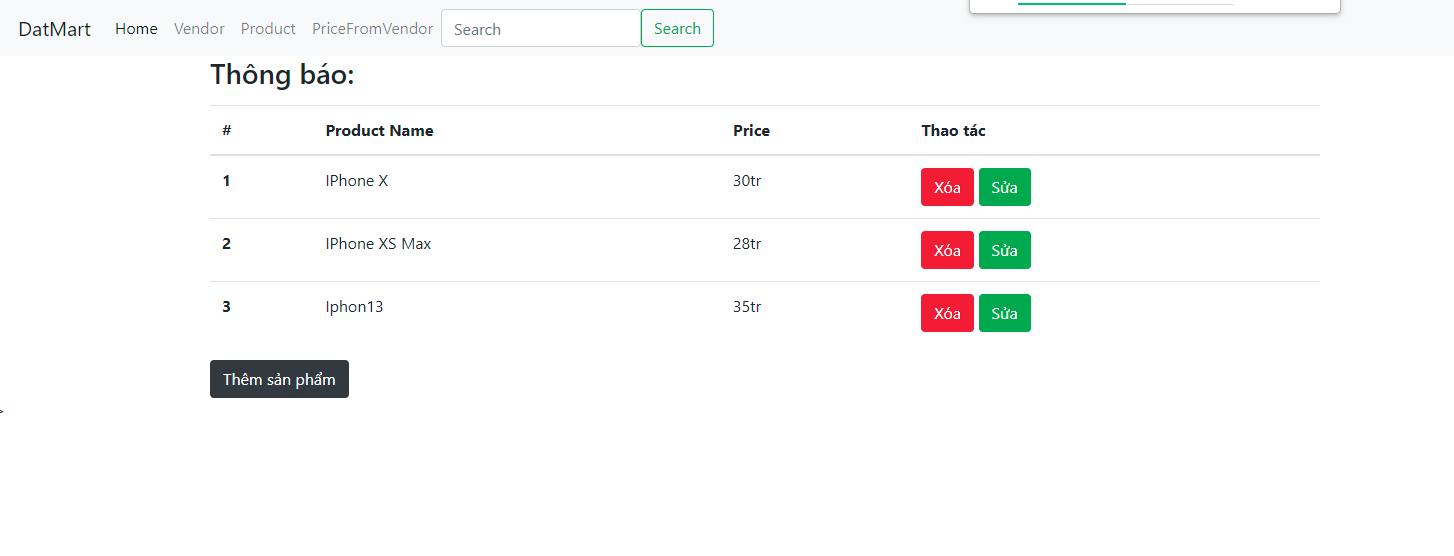 DatMart Home Vendor Product PriceFromVendor Search Search
Thông báo:
# Product Name Price Thao tác
1 IPhone X 30tr Xóa Sửa
2 IPhone XS Max 28tr Xóa Sửa
3 Iphon13 35tr Xóa Sửa
Thêm sản phẩm
>